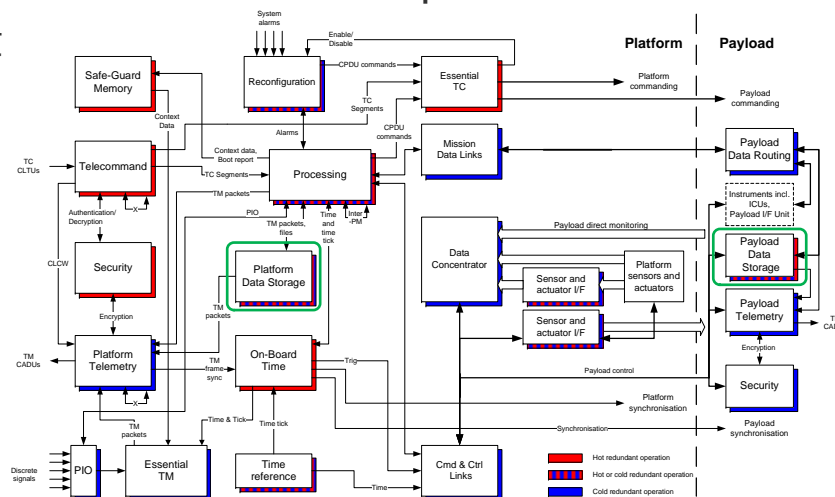 System
alarms
Enable/
Disable
CPDU commands
Platform
Payload
Safe-Guard
Memory
Reconfiguration
Essential
TC
Platform
commanding
Payload
commanding
TC
Segments
Context
Data
Alarms
CPDU
commands
Context data,
Boot report
Mission
Data Links
Payload
Data Routing
TC
CLTUs
Telecommand
TC Segments
Processing
TM packets
X
Authentication/
Decryption
PIO
TM packets,
files
Time
and
time
tick
Inter
-PM
Instruments incl.
ICUs,
Payload I/F Unit
Payload direct monitoring
CLCW
Security
Platform
Data Storage
Data
Concentrator
Sensor and
actuator I/F
Platform
sensors and
actuators
Payload
Data
Storage
TM
packets
Encryption
Sensor and
actuator I/F
Payload
Telemetry
TM
CADUs
Platform
Telemetry
TM
frame
sync
On-Board
Time
Trig
Encryption
Payload control
Security
X
Platform
synchronisation
TM
packets
Time & Tick
Time tick
Synchronisation
Payload
synchronisation
Discrete
signals
PIO
Essential
TM
Time
reference
Time
Cmd & Ctrl
Links
Hot redundant operation
Hot or cold redundant operation
Cold redundant operation